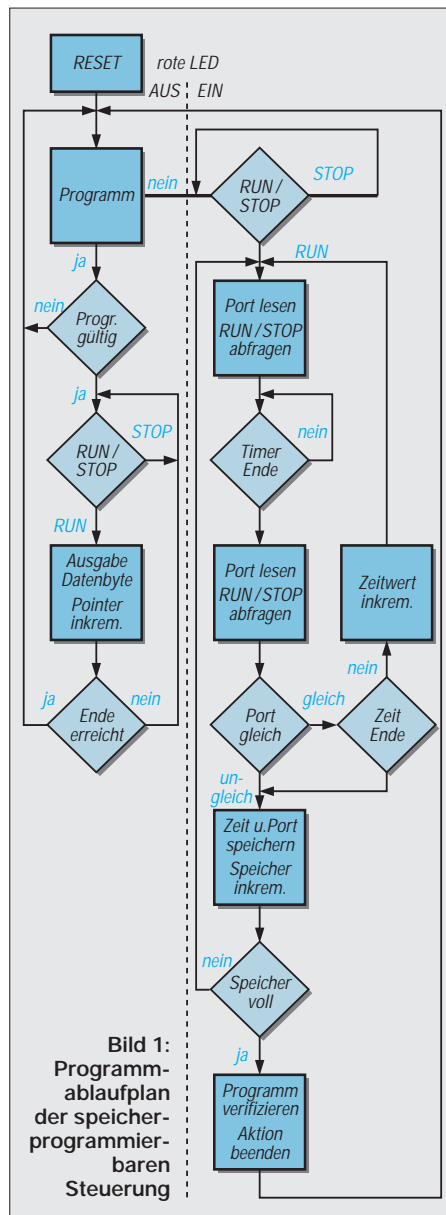 RESET
rote LED
AUS
EIN
Programm
nein
ja
nein
Progr.
gültig
ja
RUN /
STOP
STOP
RUN
Ausgabe
Datenbyte
Pointer
inkrem.
ja
nein
Ende
erreicht
RUN /
STOP
STOP
RUN
Port lesen
RUN / STOP
abfragen
Timer
Ende
nein
Port lesen
RUN / STOP
abfragen
Zeitwert
inkrem.
nein
Port
gleich
gleich
Zeit
Ende
un-
gleich
Zeit u.Port
speichern
Speicher
inkrem.
nein
Speicher
voll
ja
Programm
verifizieren
Aktion
beenden
Bild 1:
Programm-
ablaufplan
der speicher-
programmier-
baren
Steuerung